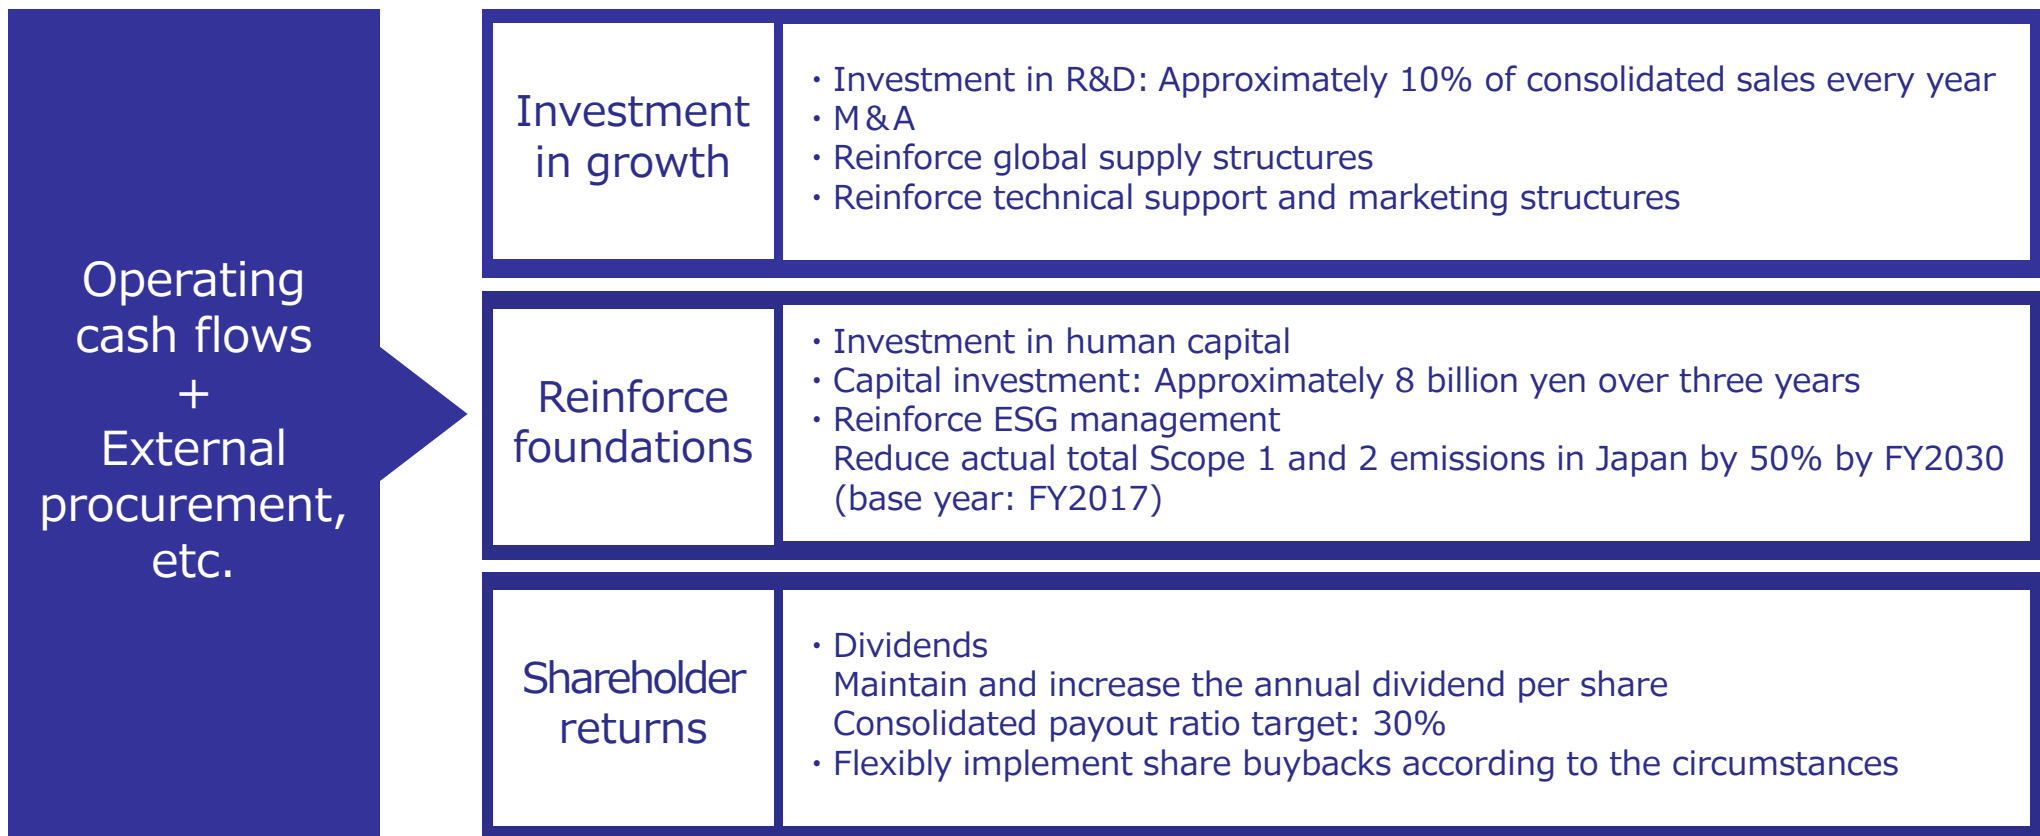 Operating
cash flows
+
External
procurement,
etc.
Investment
in growth
・Investment in R&D: Approximately 10% of consolidated sales every year
・M&A
・Reinforce global supply structures
・Reinforce technical support and marketing structures
Reinforce
foundations
・Investment in human capital
・Capital investment: Approximately 8 billion yen over three years
・Reinforce ESG management
Reduce actual total Scope 1 and 2 emissions in Japan by 50% by FY2030
(base year: FY2017)
Shareholder
returns
・Dividends
Maintain and increase the annual dividend per share
Consolidated payout ratio target: 30%
・Flexibly implement share buybacks according to the circumstances